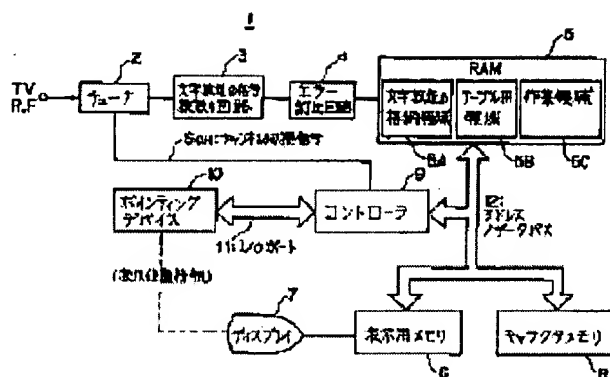 1
2
3
4
5
TV
R.F
チューナ
文字放送の信号
抜取り回路
エラー
訂正回路
RAM
文字放送の
格納領域
テーブル用
領域
作業領域
5A
5B
5C
10
9
ポインティング
デバイス
コントローラ
12:
アドレス
/データバス
11:I/Oポート
7
ディスプレイ
表示用メモリ
キャラクタメモリ
6
8